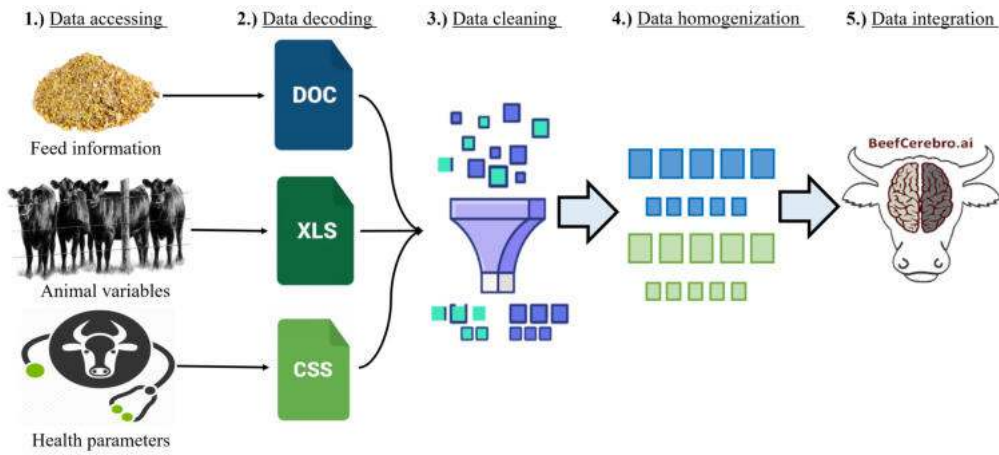 1.) Data accessing
2.) Data decoding
3.) Data cleaning
4.) Data homogenization
5.) Data integration
DOC
Feed information
XLS
Animal variables
CSS
Health parameters
BeefCerebro.ai